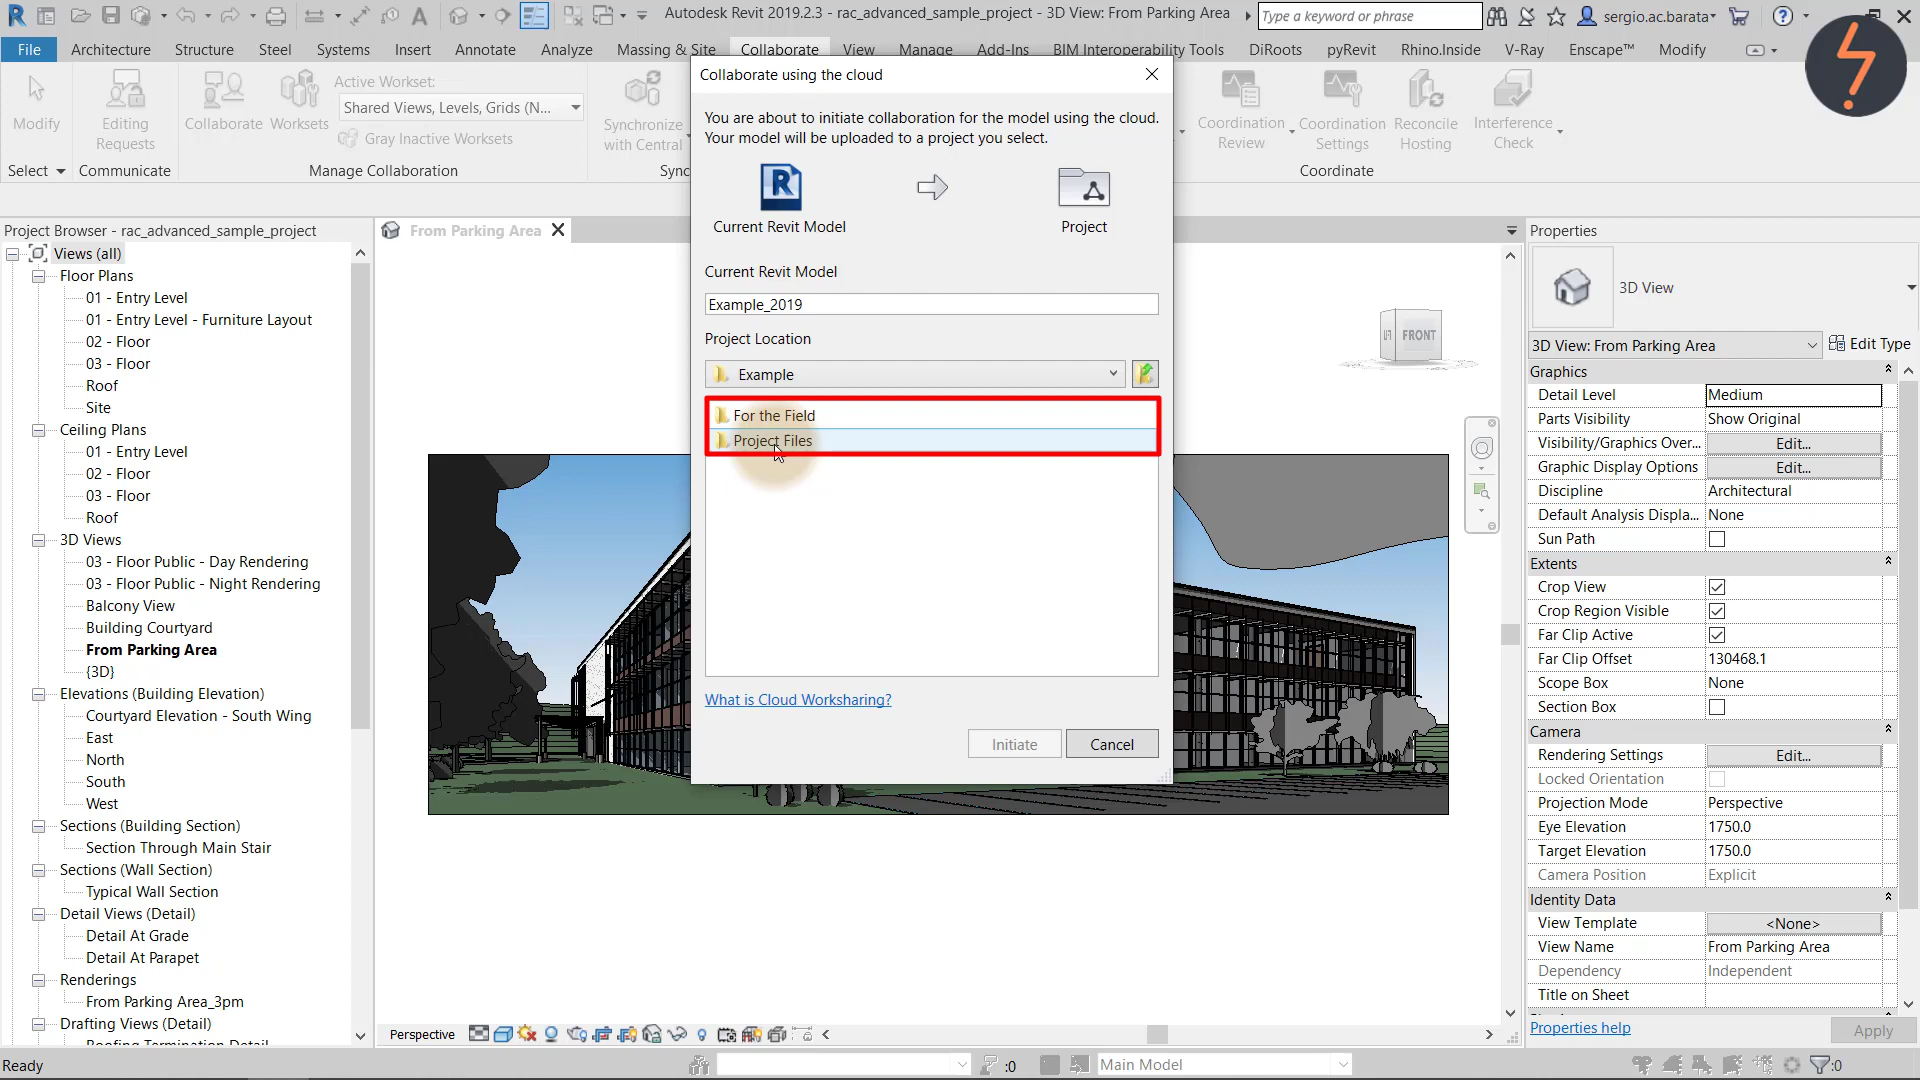 Autodesk Revit 2019.2.3 - rac_advanced_sample_project - 3D View: From Parking Area
Type a keyword or phrase
sergio.ac.barata
File
Architecture
Structure
Steel
Systems
Insert
Annotate
Analyze
Massing & Site
Collaborate
View
Manage
Add-Ins
BIM Interoperability Tools
DiRoots
pyRevit
Rhino.Inside
V-Ray
Enscape™
Modify
Modify
Select
Editing
Requests
Communicate
Collaborate
Worksets
Active Workset:
Shared Views, Levels, Grids (N...
Gray Inactive Worksets
Manage Collaboration
Synchronize
with Central
Sync
Coordination
Review
Coordination
Settings
Reconcile
Hosting
Interference
Check
Coordinate
Project Browser - rac_advanced_sample_project
Views (all)
Floor Plans
01 - Entry Level
01 - Entry Level - Furniture Layout
02 - Floor
03 - Floor
Roof
Site
Ceiling Plans
01 - Entry Level
02 - Floor
03 - Floor
Roof
3D Views
03 - Floor Public - Day Rendering
03 - Floor Public - Night Rendering
Balcony View
Building Courtyard
From Parking Area
{3D}
Elevations (Building Elevation)
Courtyard Elevation - South Wing
East
North
South
West
Sections (Building Section)
Section Through Main Stair
Sections (Wall Section)
Typical Wall Section
Detail Views (Detail)
Detail At Grade
Detail At Parapet
Renderings
From Parking Area_3pm
Drafting Views (Detail)
Roofing Termination Detail
From Parking Area
Collaborate using the cloud
You are about to initiate collaboration for the model using the cloud.
Your model will be uploaded to a project you select.
Current Revit Model
Project
Current Revit Model
Example_2019
Project Location
Example
For the Field
Project Files
What is Cloud Worksharing?
Initiate
Cancel
FRONT
Properties
3D View
3D View: From Parking Area
Edit Type
Graphics
Detail Level
Medium
Parts Visibility
Show Original
Visibility/Graphics Over...
Edit...
Graphic Display Options
Edit...
Discipline
Architectural
Default Analysis Displa...
None
Sun Path
Extents
Crop View
Crop Region Visible
Far Clip Active
Far Clip Offset
130468.1
Scope Box
None
Section Box
Camera
Rendering Settings
Edit...
Locked Orientation
Projection Mode
Perspective
Eye Elevation
1750.0
Target Elevation
1750.0
Camera Position
Explicit
Identity Data
View Template
<None>
View Name
From Parking Area
Dependency
Independent
Title on Sheet
Properties help
Apply
Perspective
Ready
:0
Main Model
:0